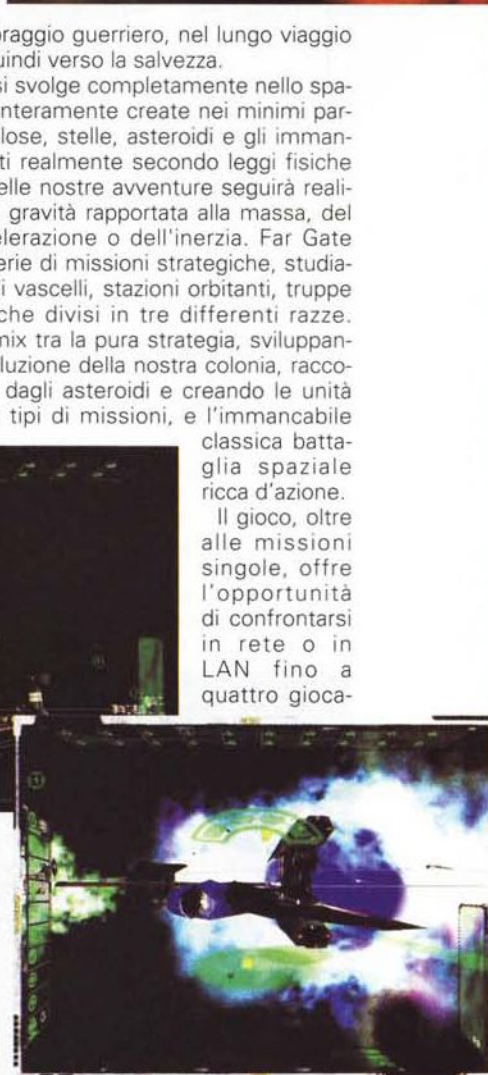 oraggio guerriero, nel lungo viaggio
uindi verso la salvezza.
si svolge completamente nello spa-
nteramente create nei minimi par-
lose, stelle, asteroidi e gli imman-
ti realmente secondo leggi fisiche
elle nostre avventure seguirà reali-
gravità rapportata alla massa, del
elerazione o dell'inerzia. Far Gate
erie di missioni strategiche, studia-
i vascelli, stazioni orbitanti, truppe
che divisi in tre differenti razze.
mix tra la pura strategia, sviluppan-
luzione della nostra colonia, racco-
dagli asteroidi e creando le unità
tipi di missioni, e l'immancabile
classica batta-
glia spaziale
ricca d'azione.
Il gioco, oltre
alle missioni
singole, offre
l'opportunità
di confrontarsi
in rete o in
LAN fino a
quattro gioca-